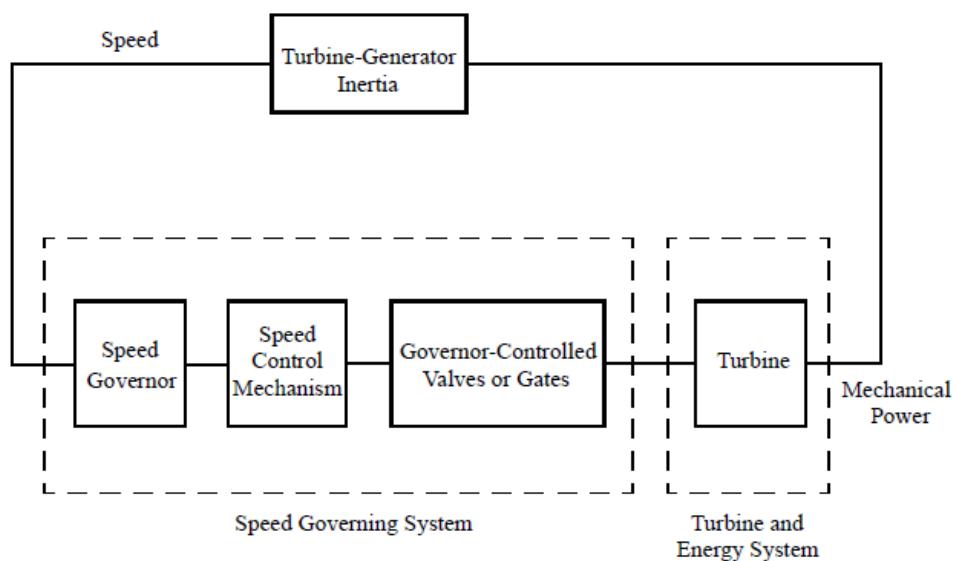 Speed
Turbine-Generator
Inertia
Speed
Governor
Speed
Control
Mechanism
Governor-Controlled
Valves or Gates
Turbine
Mechanical
Power
Speed Governing System
Turbine and
Energy System